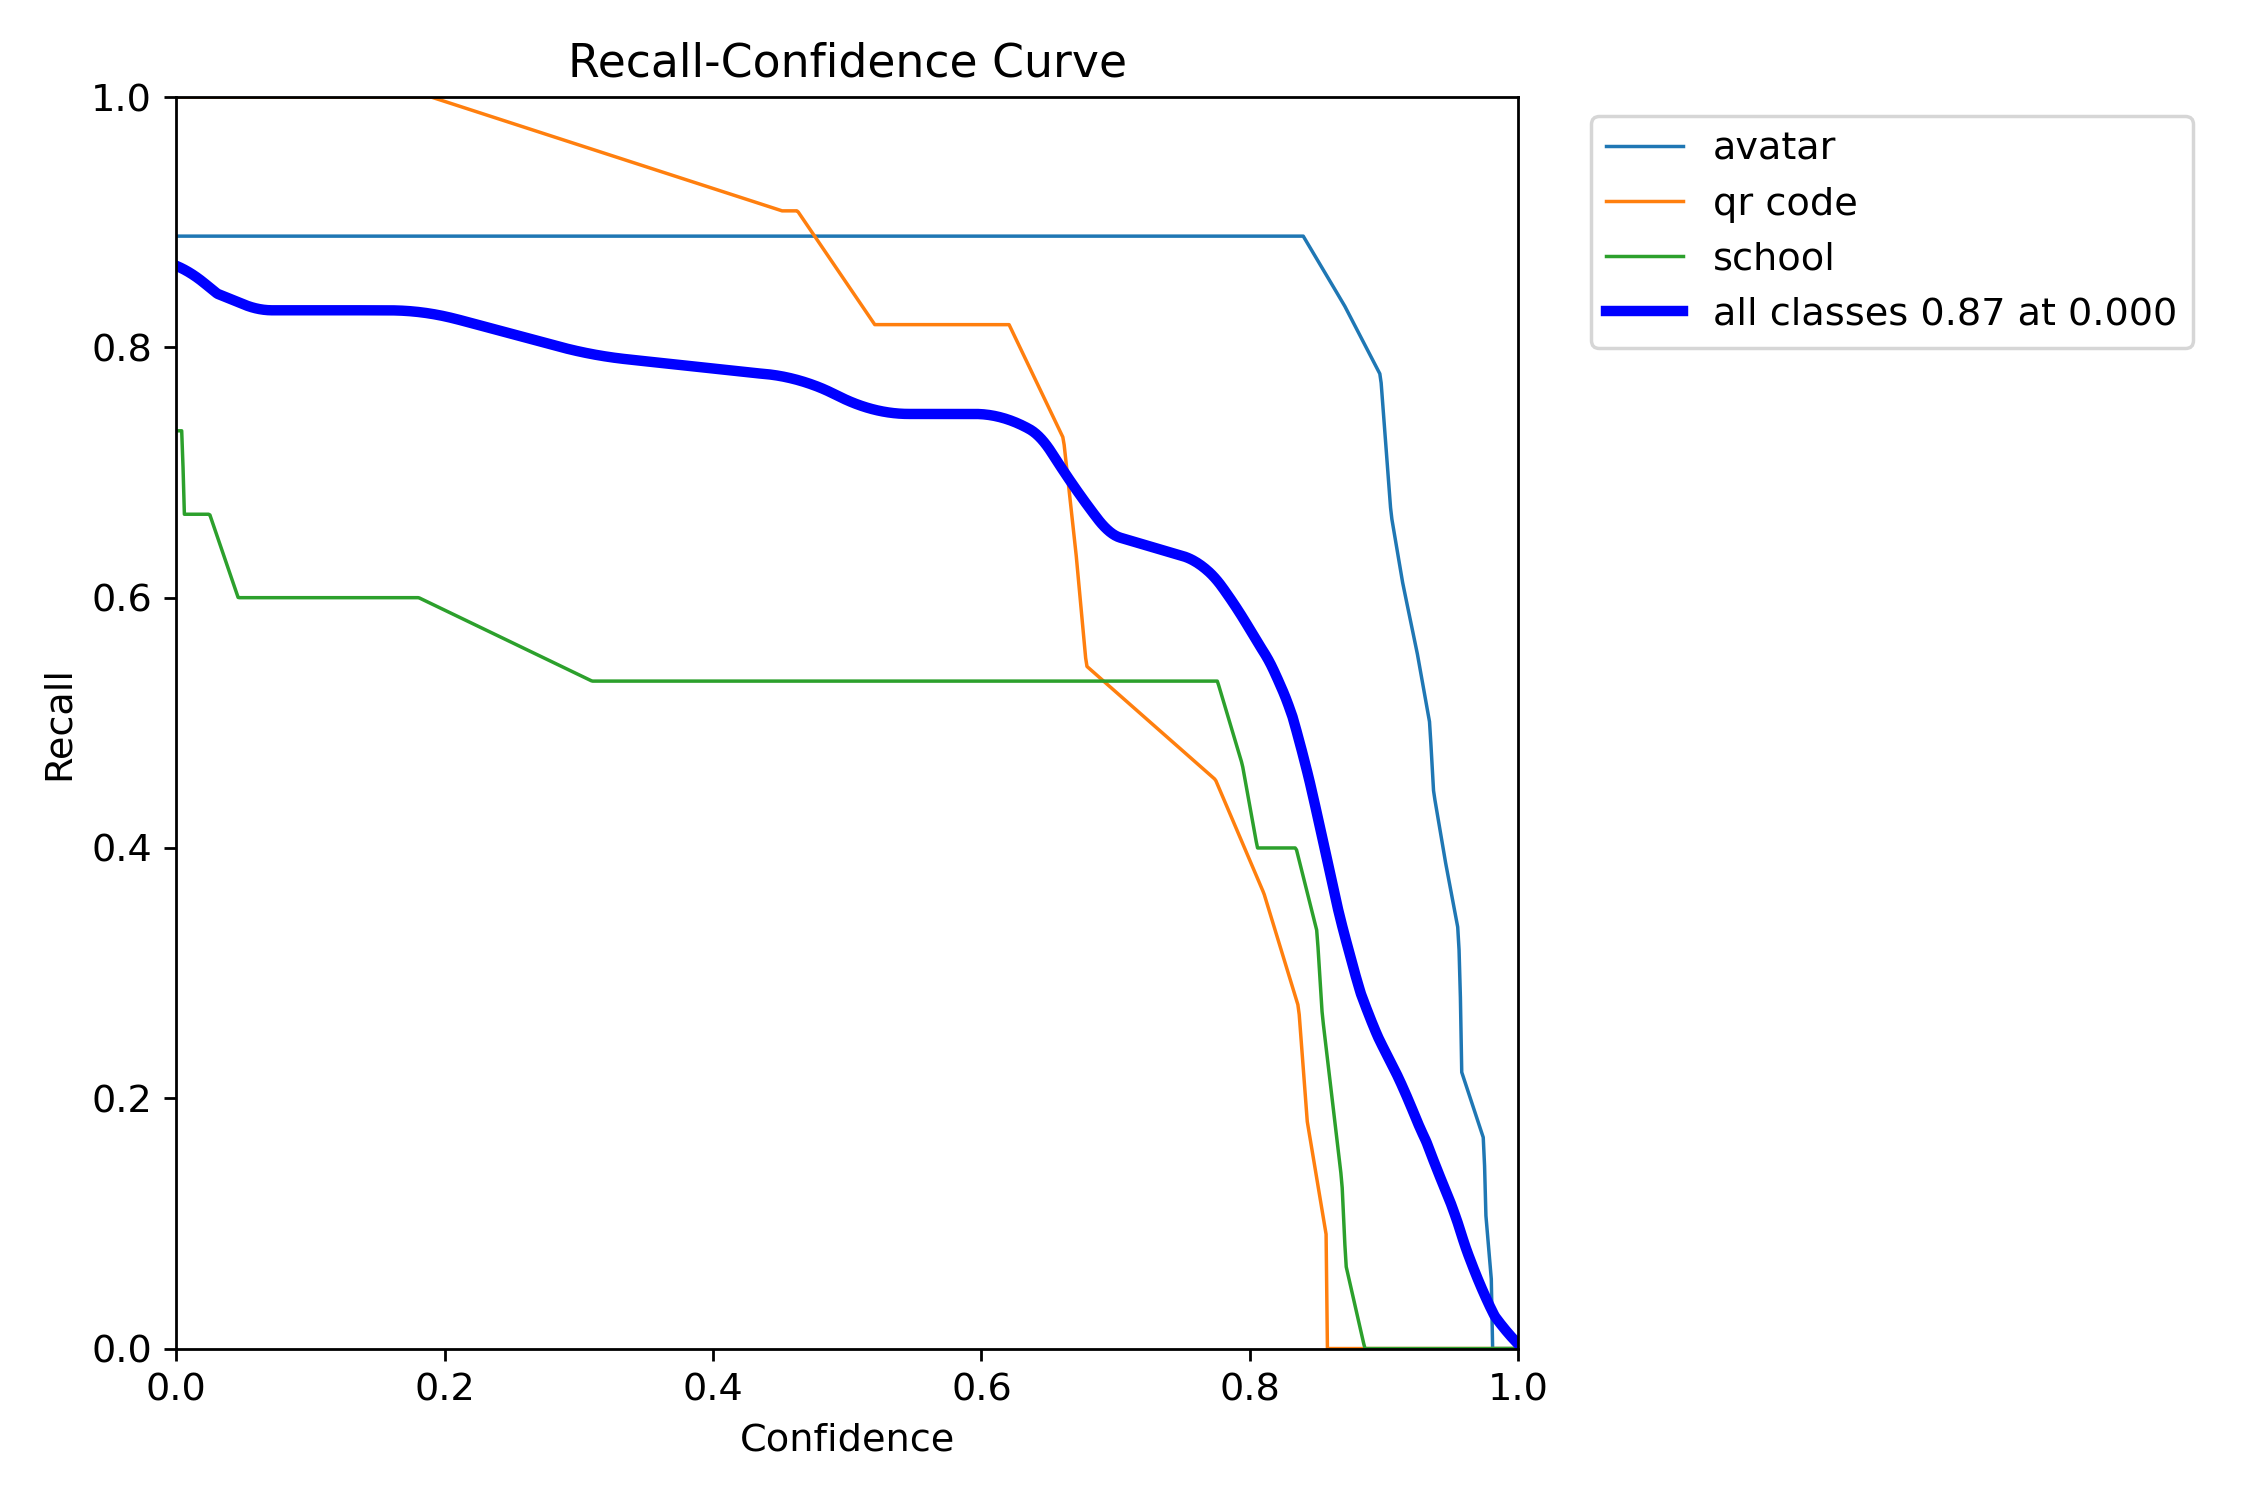 Recall-Confidence Curve
1.0
0.8
0.6
0.4
0.2
0.0
Recall
0.0 0.2 0.4 0.6 0.8 1.0
Confidence
avatar
qr code
school
all classes 0.87 at 0.000